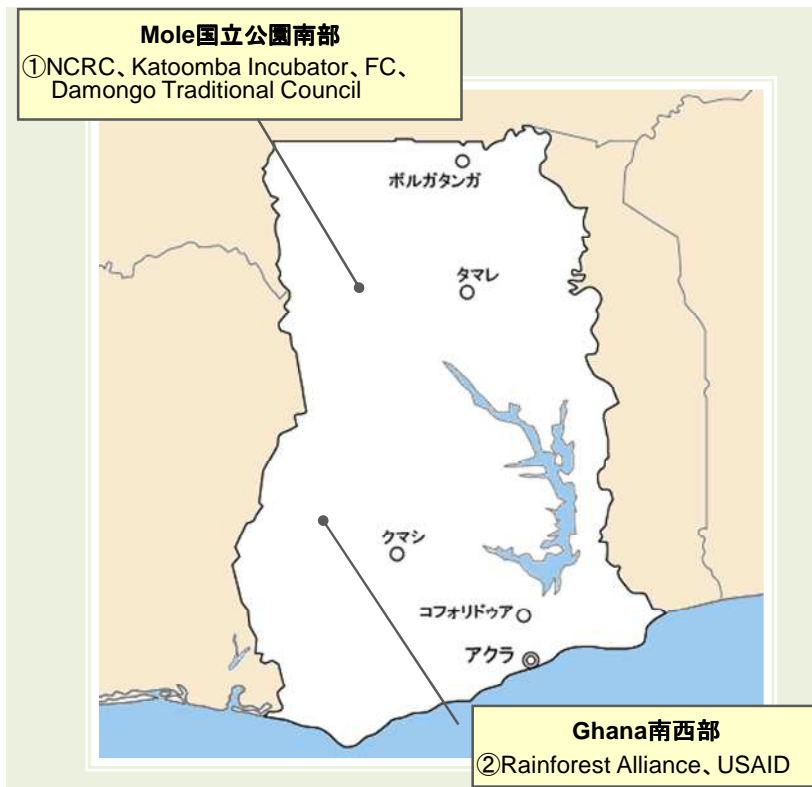 Mole国立公園南部
①NCRC、Katoomba Incubator、FC、
Damongo Traditional Council
ボルガタンガ
タマレ
クマシ
コフォリドゥア
アクラ
Ghana南西部
②Rainforest Alliance、USAID